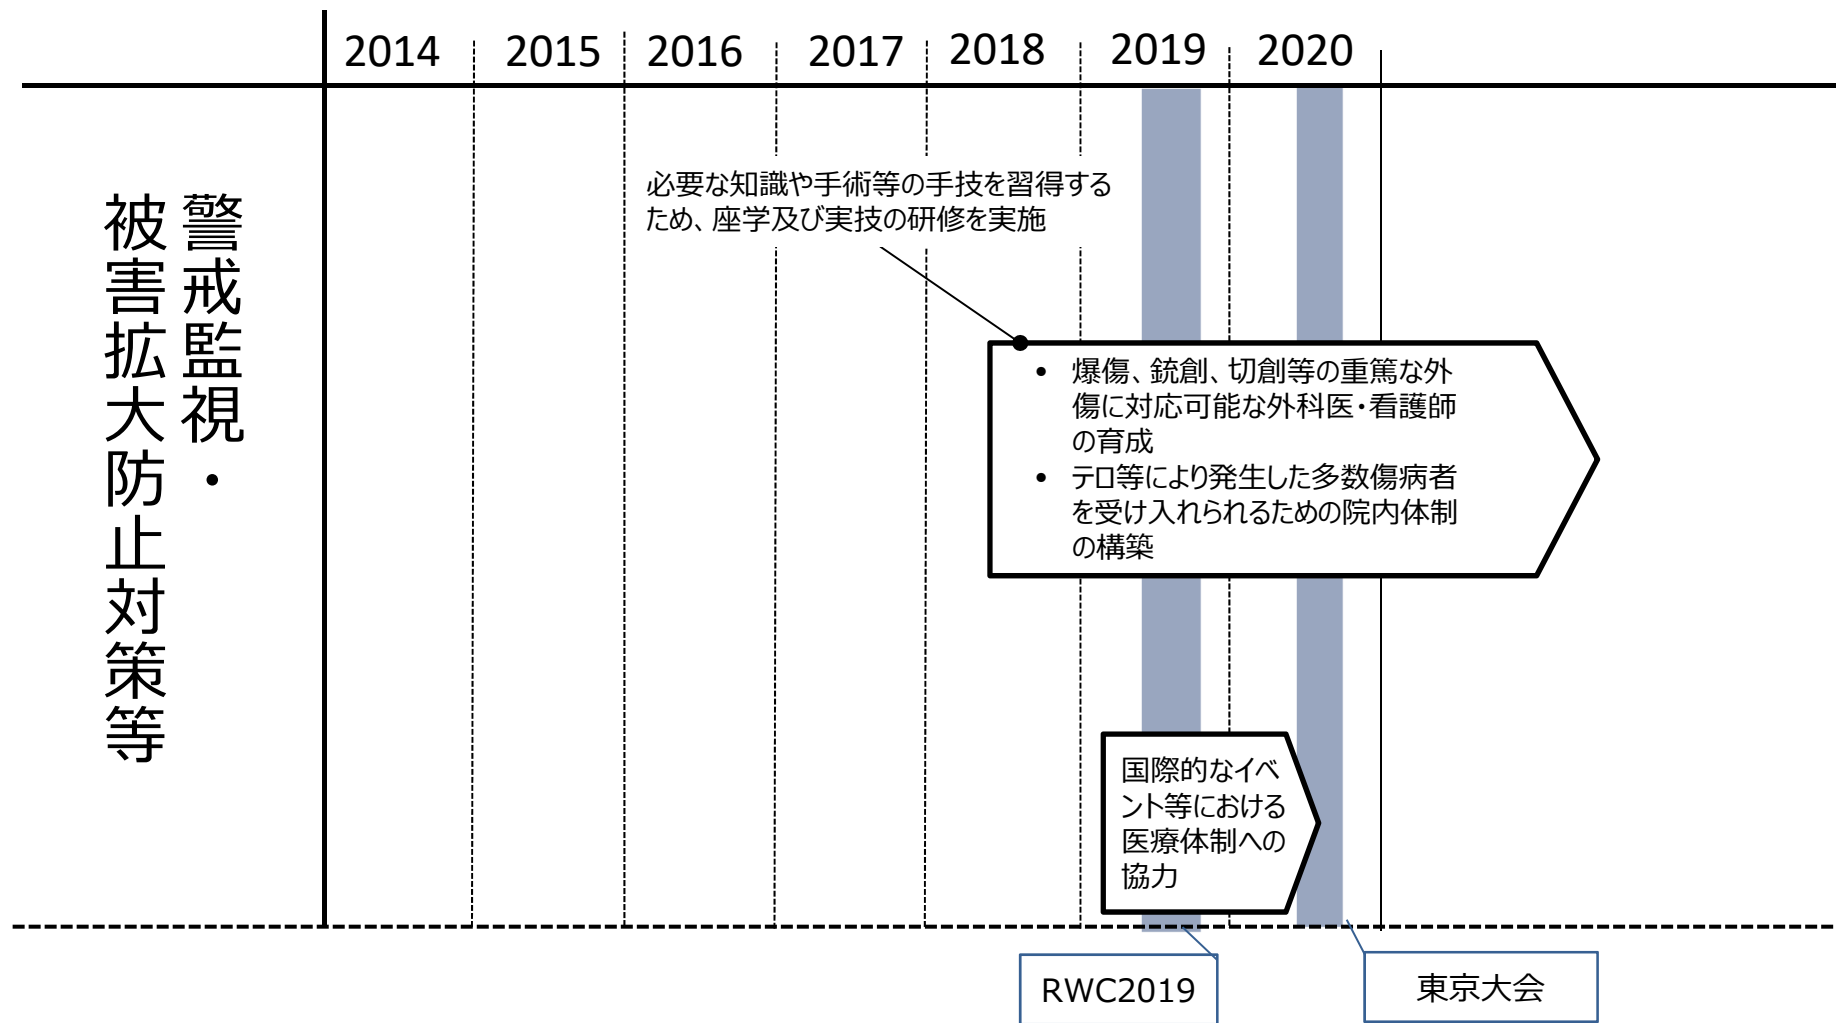 2014 2015 2016 2017 2018 2019 2020
警戒監視・
被害拡大防止対策等
必要な知識や手術等の手技を習得する
ため、座学及び実技の研修を実施
• 爆傷、銃創、切創等の重篤な外
傷に対応可能な外科医・看護師
の育成
• テロ等により発生した多数傷病者
を受け入れられるための院内体制
の構築
国際的なイベ
ント等における
医療体制への
協力
RWC2019
東京大会